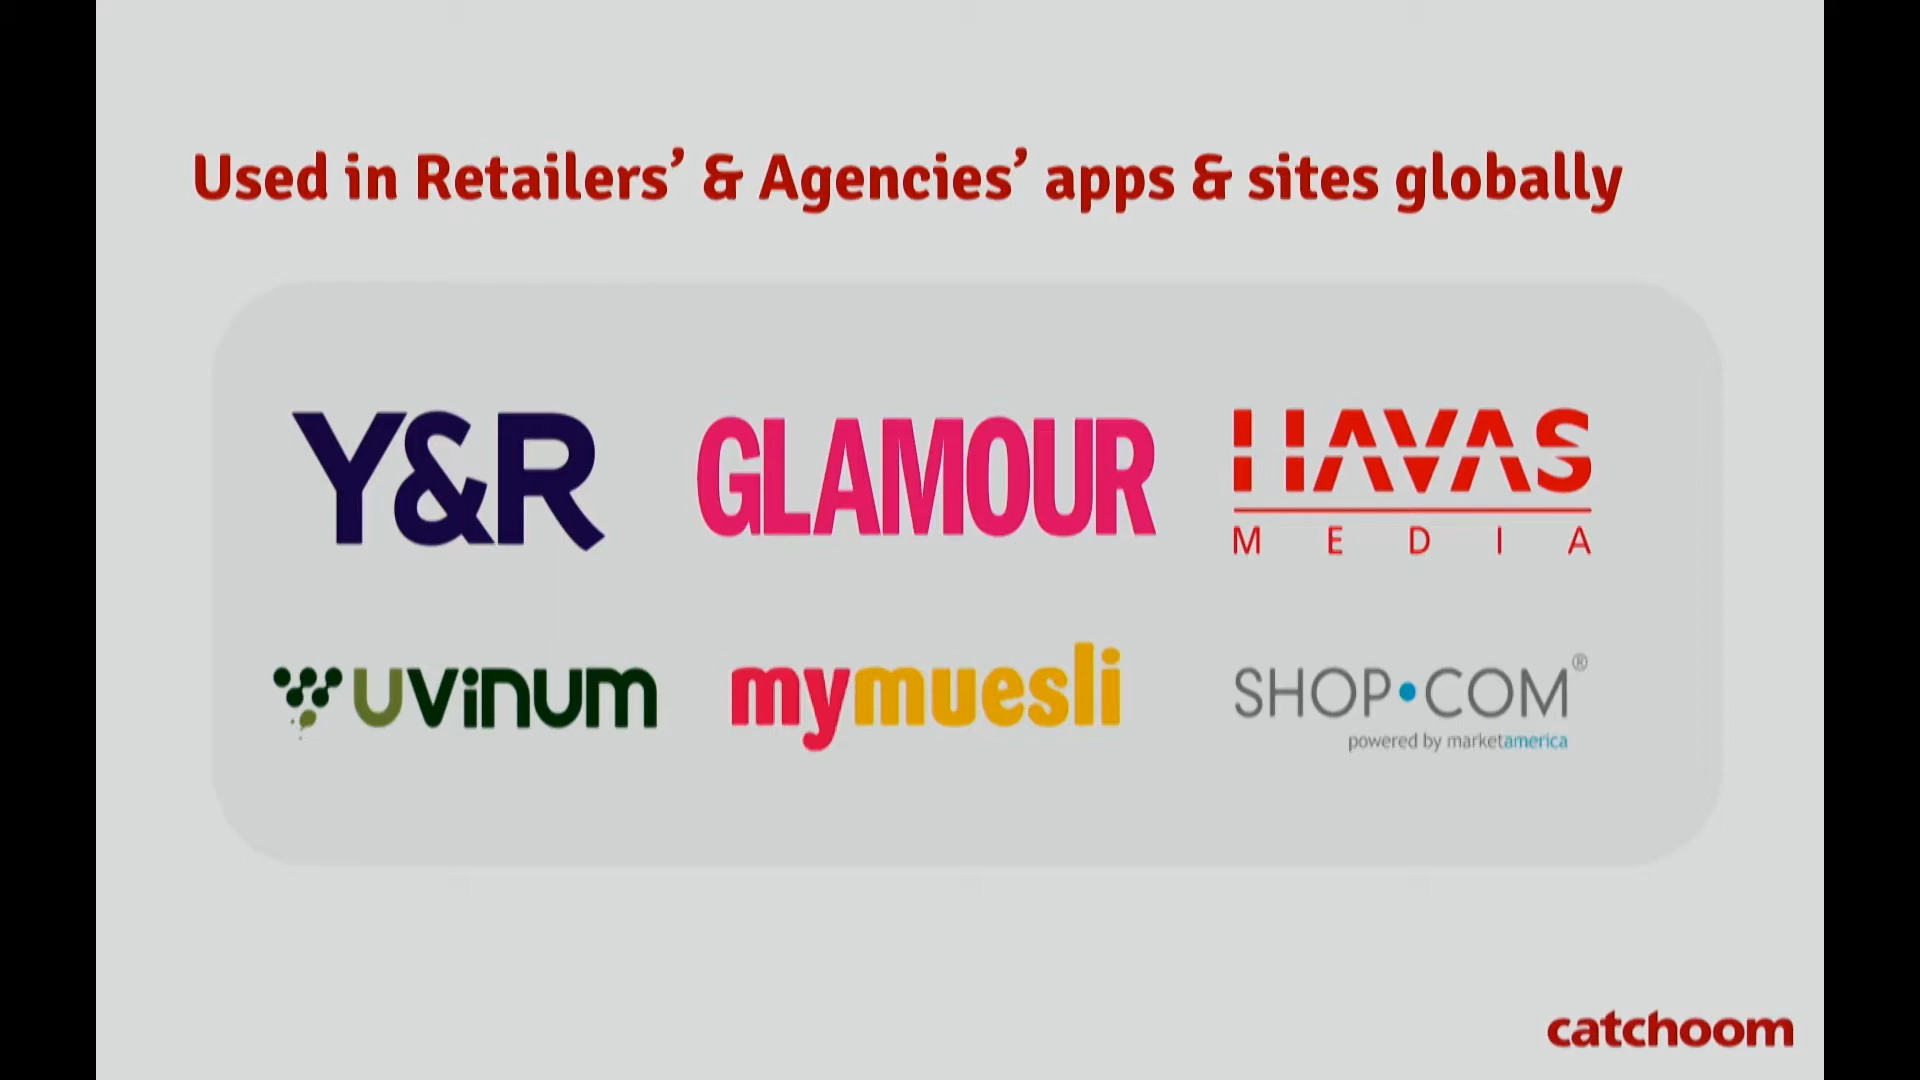 Used in Retailers’ & Agencies’ apps & sites globally
Y&R
GLAMOUR
HAVAS
MEDIA
uvinum
mymuesli
SHOP•COM®
powered by marketamerica
catchoom